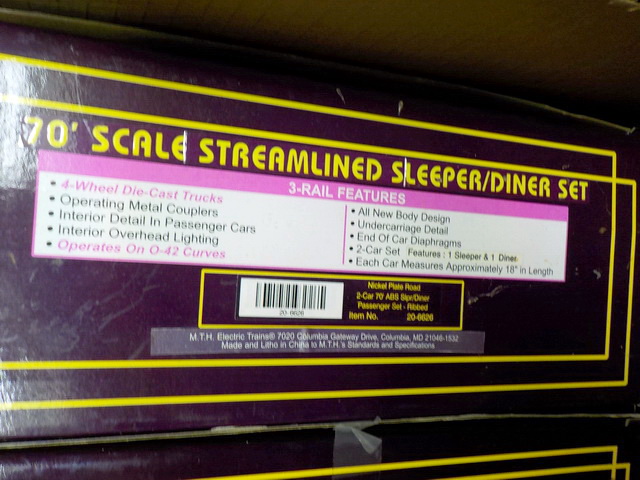 70' SCALE STREAMLINED SLEEPER/DINER SET
3-RAIL FEATURES
• 4-Wheel Die-Cast Trucks
• Operating Metal Couplers
• Interior Detail In Passenger Cars
• Interior Overhead Lighting
• Operates On O-42 Curves
• All New Body Design
• Undercarriage Detail
• End Of Car Diaphragms
• 2-Car Set Features : 1 Sleeper & 1 Diner
• Each Car Measures Approximately 18" in Length
20-6626
Nickel Plate Road
2-Car 70' ABS Slpr/Diner
Passenger Set - Ribbed
Item No. 20-6626
M.T.H. Electric Trains® 7020 Columbia Gateway Drive, Columbia, MD 21046-1532
Made and Litho in China to M.T.H.'s Standards and Specifications